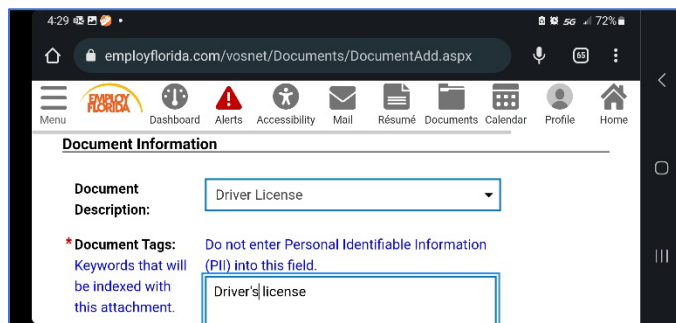 4:29
5G 72%
employflorida.com/vosnet/Documents/DocumentAdd.aspx
65
EMPLOY
FLORIDA
Menu Dashboard Alerts Accessibility Mail Résumé Documents Calendar Profile Home
Document Information
Document
Description:
Driver License
*Document Tags:
Keywords that will
be indexed with
this attachment.
Do not enter Personal Identifiable Information
(PII) into this field.
Driver's license